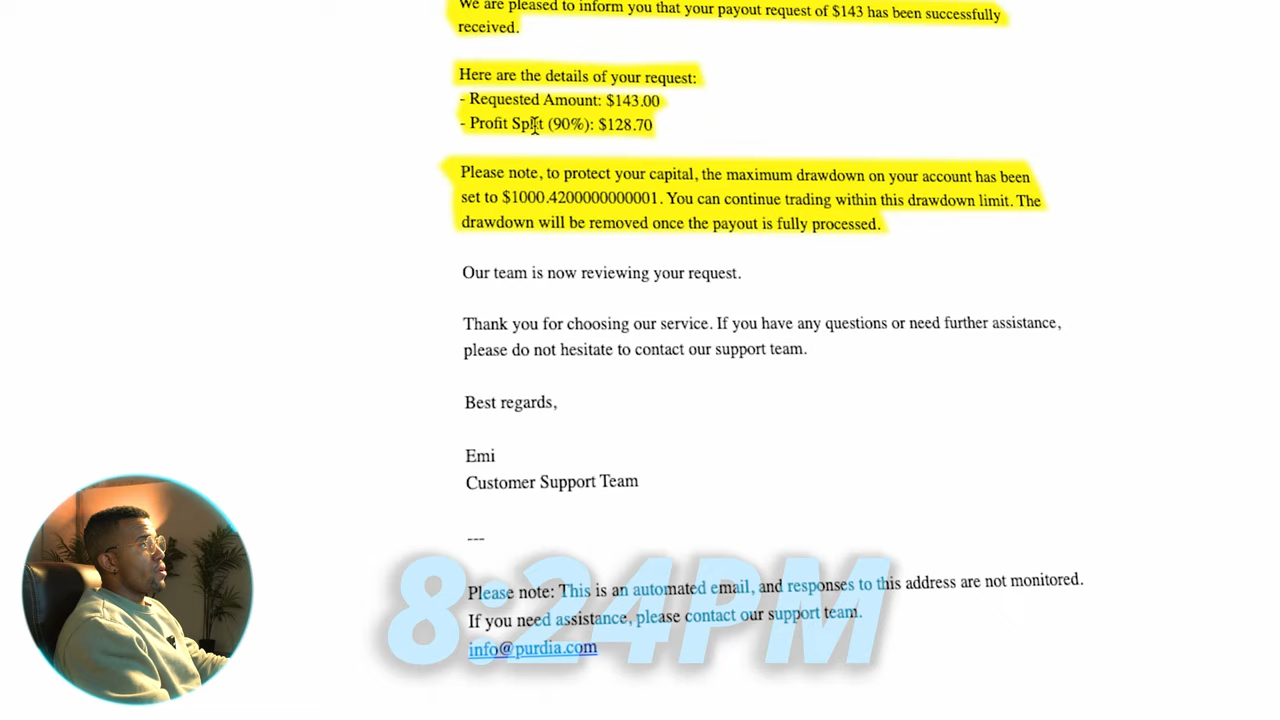 We are pleased to inform you that your payout request of $143 has been successfully
received.
Here are the details of your request:
- Requested Amount: $143.00
- Profit Split (90%): $128.70
Please note, to protect your capital, the maximum drawdown on your account has been
set to $1000.4200000000001. You can continue trading within this drawdown limit. The
drawdown will be removed once the payout is fully processed.
Our team is now reviewing your request.
Thank you for choosing our service. If you have any questions or need further assistance,
please do not hesitate to contact our support team.
Best regards,
Emi
Customer Support Team
---
Please note: This is an automated email, and responses to this address are not monitored.
If you need assistance, please contact our support team.
info@purdia.com
8:24PM